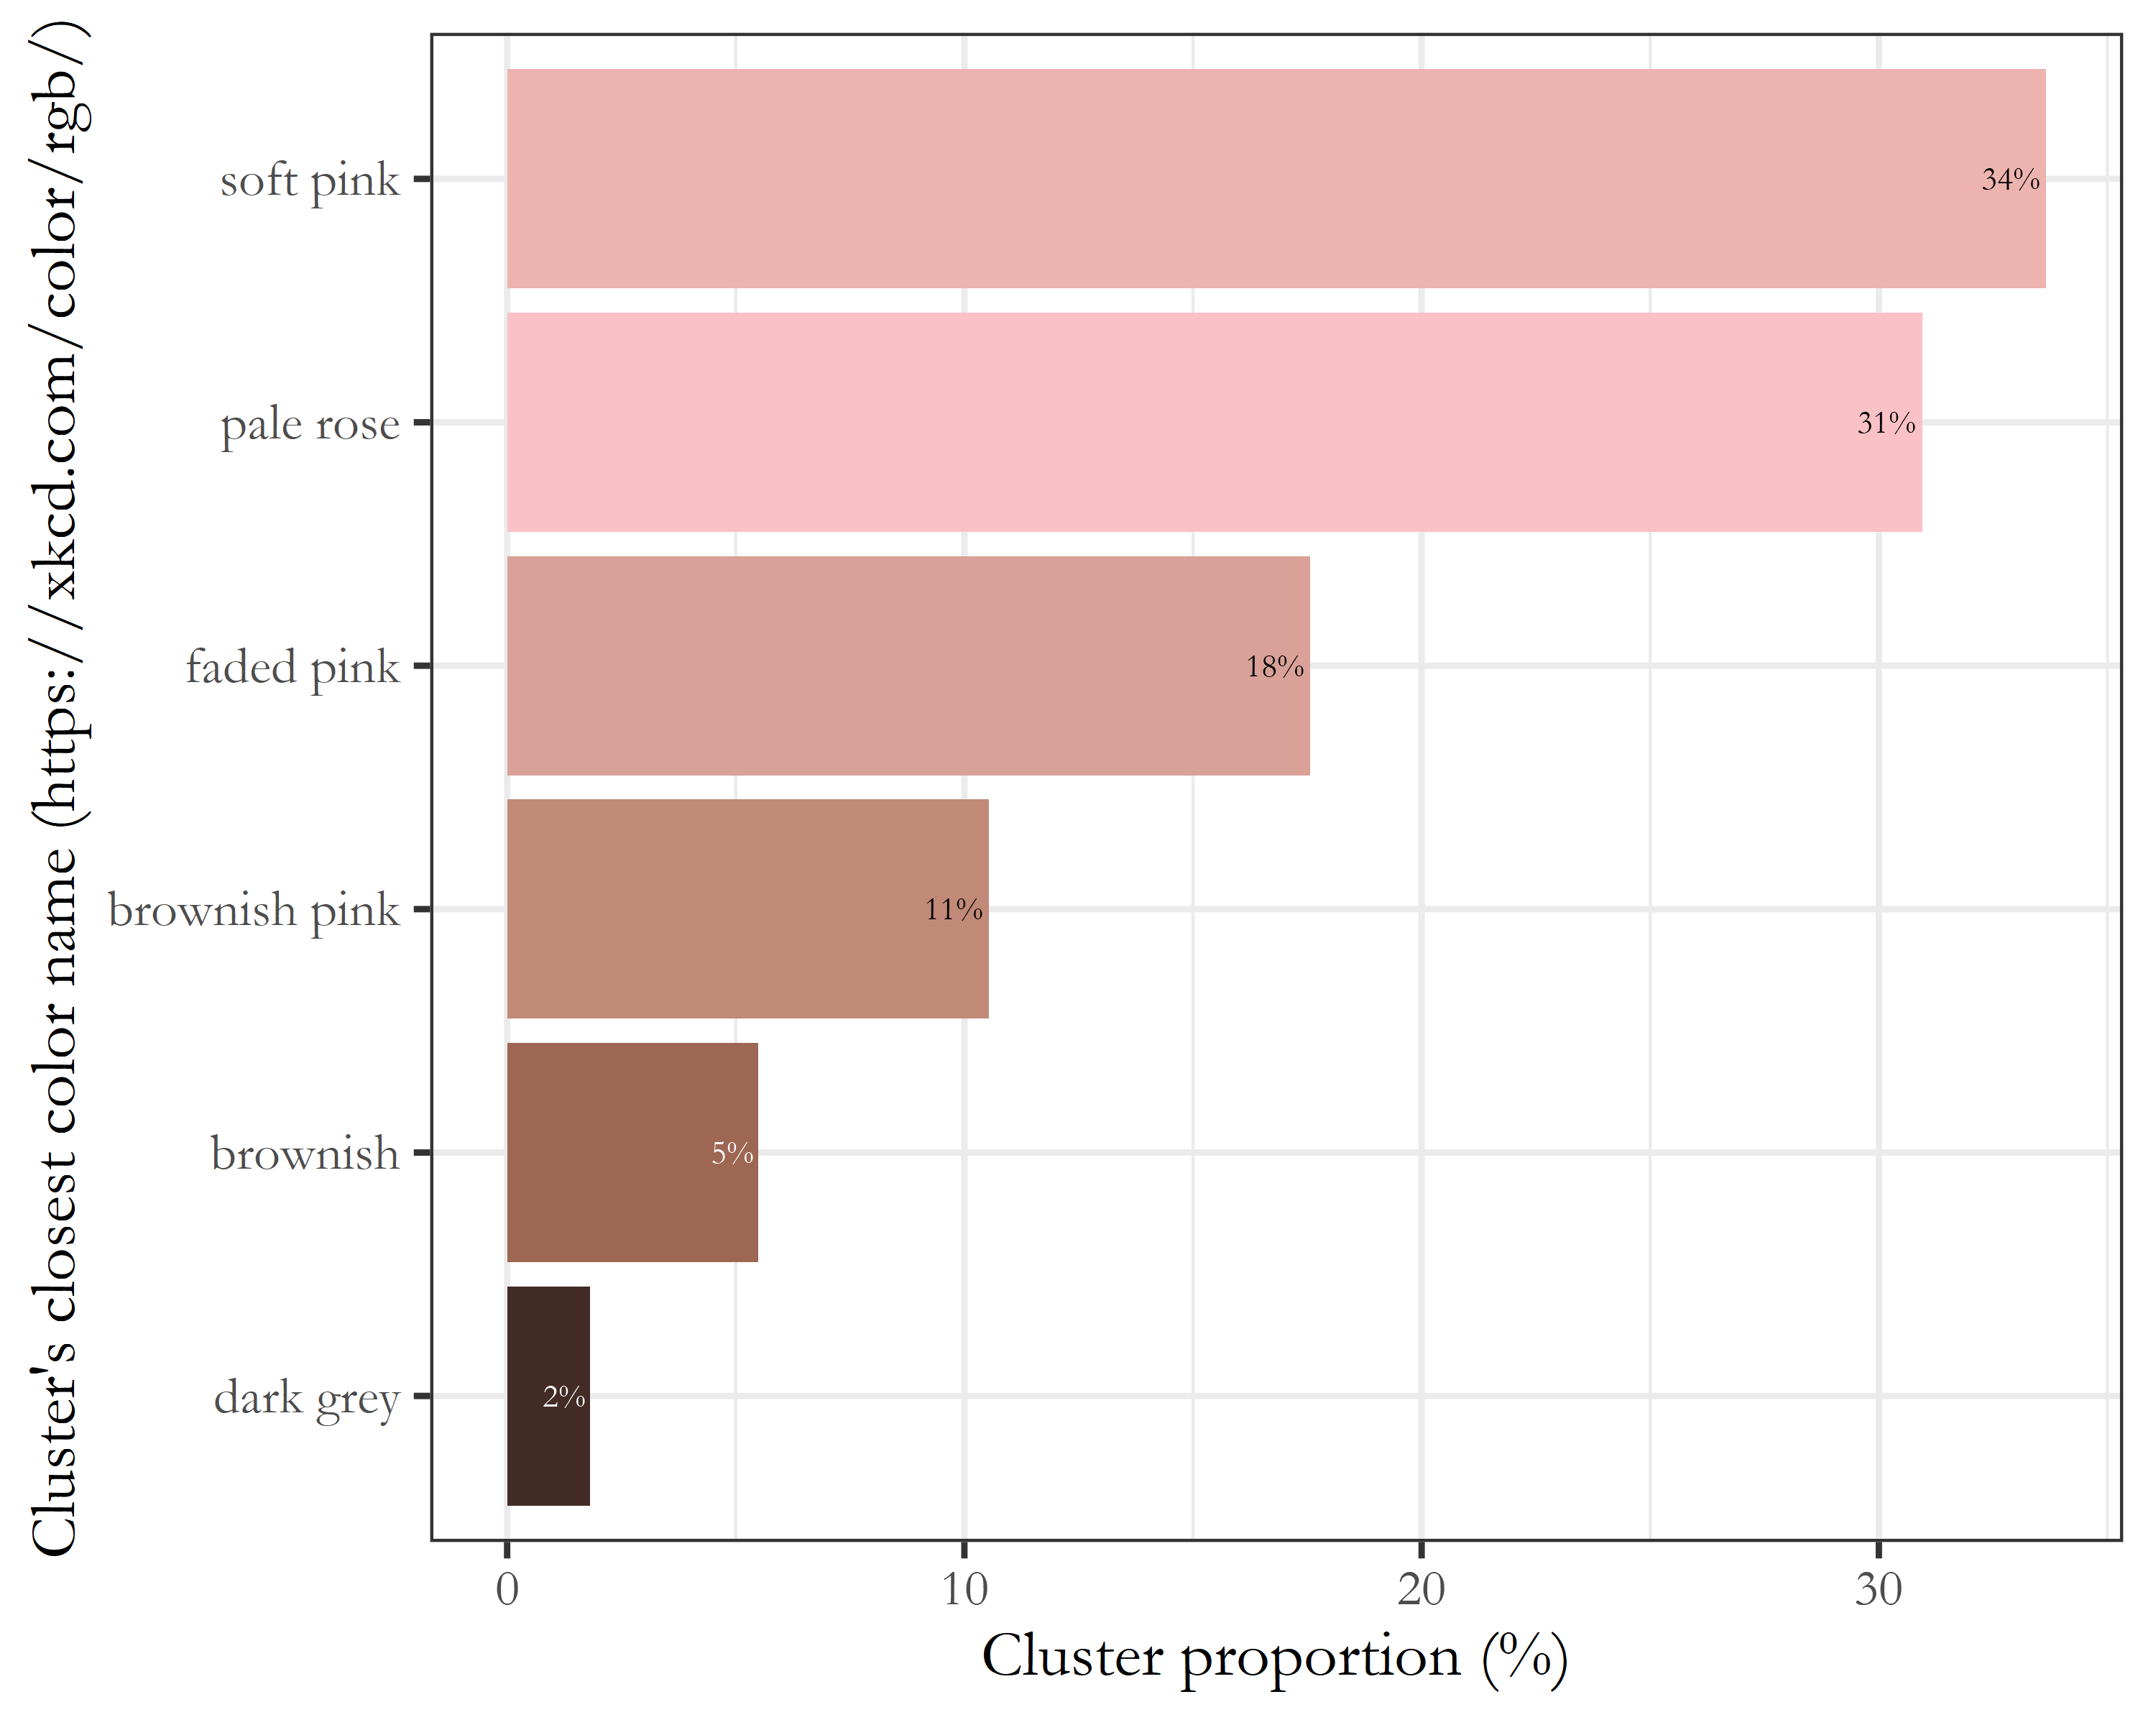 Cluster's closest color name (https://xkcd.com/color/rgb/)
soft pink
34%
pale rose
31%
faded pink
18%
brownish pink
11%
brownish
5%
dark grey
2%
0 10 20 30
Cluster proportion (%)